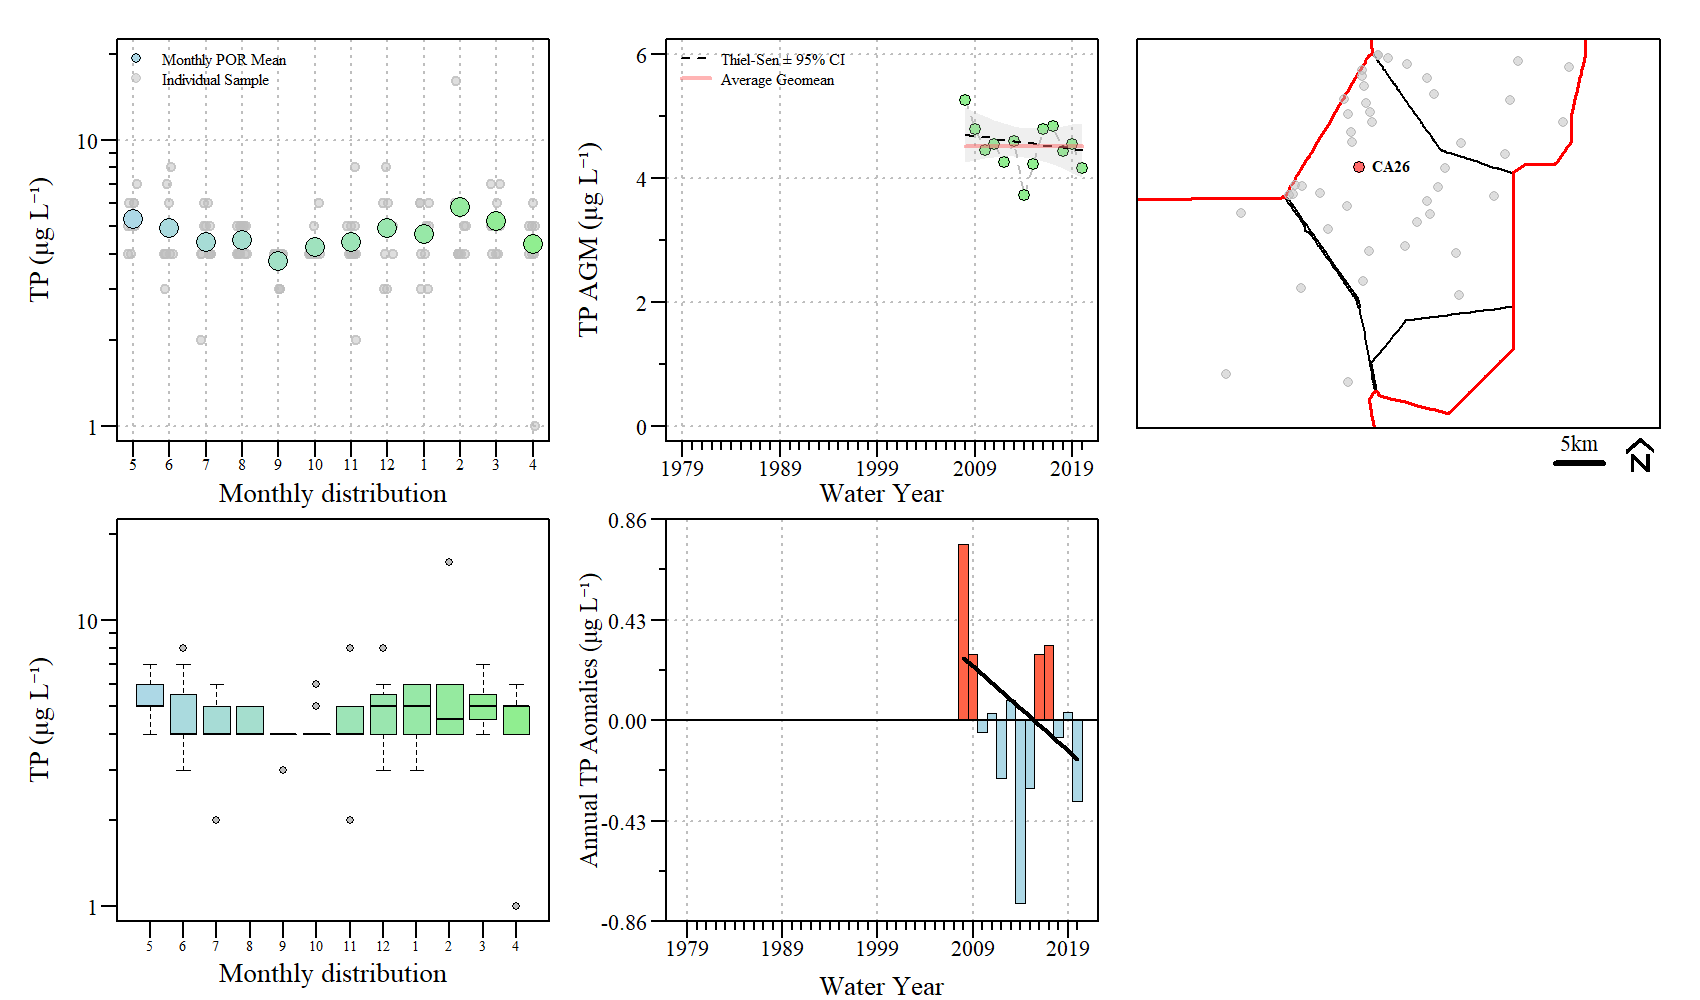 TP (µg L⁻¹)
10
1
Monthly POR Mean
Individual Sample
5 6 7 8 9 10 11 12 1 2 3 4
Monthly distribution
TP AGM (µg L⁻¹)
6
4
2
0
Thiel-Sen ± 95% CI
Average Geomean
1979 1989 1999 2009 2019
Water Year
CA26
5km
N
TP (µg L⁻¹)
10
1
5 6 7 8 9 10 11 12 1 2 3 4
Monthly distribution
Annual TP Aomalies (µg L⁻¹)
0.86
0.43
0.00
-0.43
-0.86
1979 1989 1999 2009 2019
Water Year